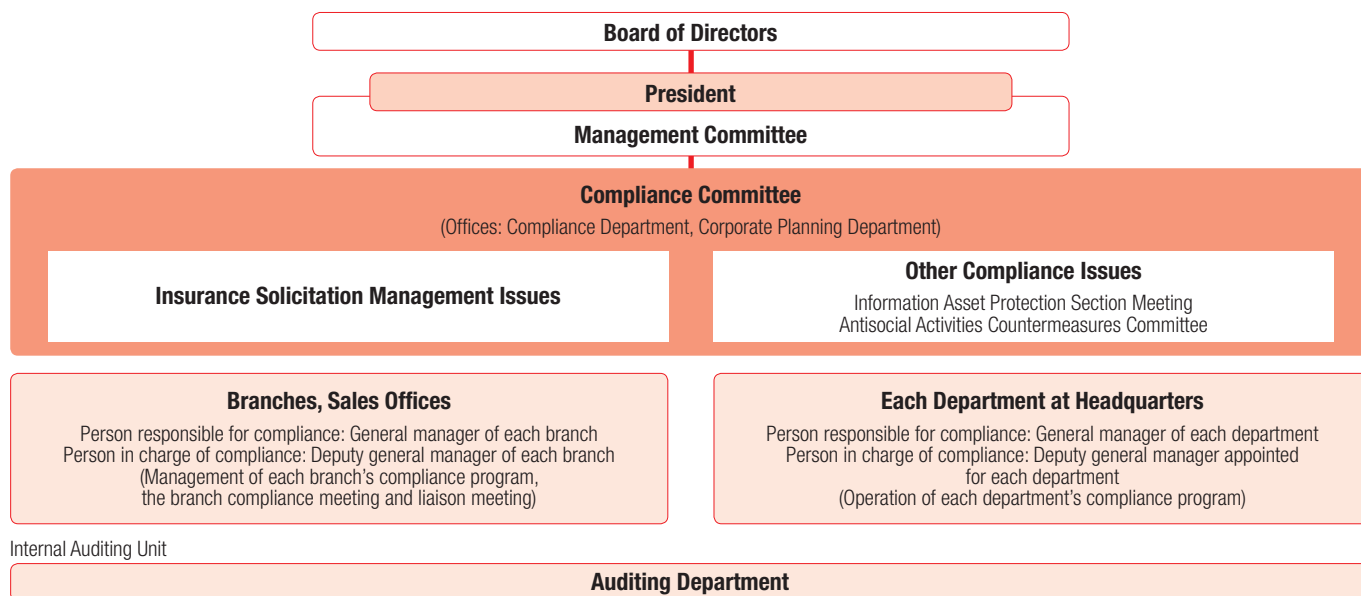 Board of Directors
President
Management Committee
Compliance Committee
(Offices: Compliance Department, Corporate Planning Department)
Insurance Solicitation Management Issues
Other Compliance Issues
Information Asset Protection Section Meeting
Antisocial Activities Countermeasures Committee
Branches, Sales Offices
Person responsible for compliance: General manager of each branch
Person in charge of compliance: Deputy general manager of each branch
(Management of each branch’s compliance program,
the branch compliance meeting and liaison meeting)
Each Department at Headquarters
Person responsible for compliance: General manager of each department
Person in charge of compliance: Deputy general manager appointed
for each department
(Operation of each department’s compliance program)
Internal Auditing Unit
Auditing Department